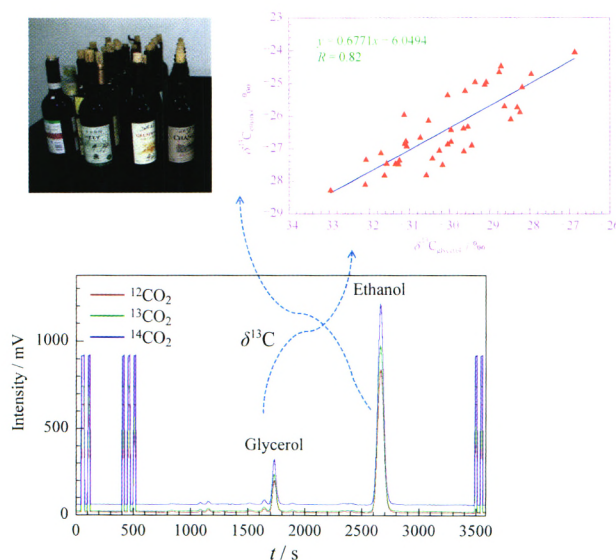 y = 0.6771x − 6.0494
R = 0.82
23
24
25
26
27
28
29
34 33 32 31 30 29 28 27 26
12CO2
13CO2
14CO2
δ13C
Ethanol
Glycerol
Intensity / mV
1000
500
0
0 500 1000 1500 2000 2500 3000 3500
t / s